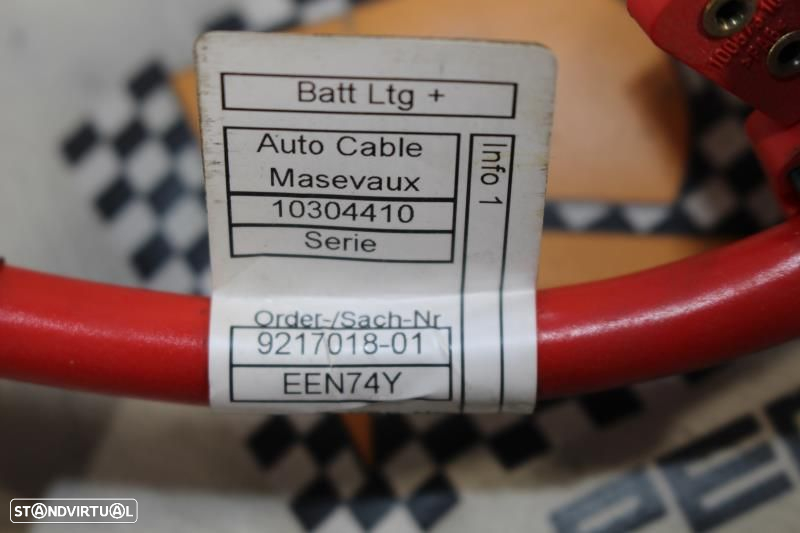 Batt Ltg +
Auto Cable
Masevaux
10304410
Serie
Info 1
Order-/Sach-Nr
9217018-01
EEN74Y
STANDVIRTUAL